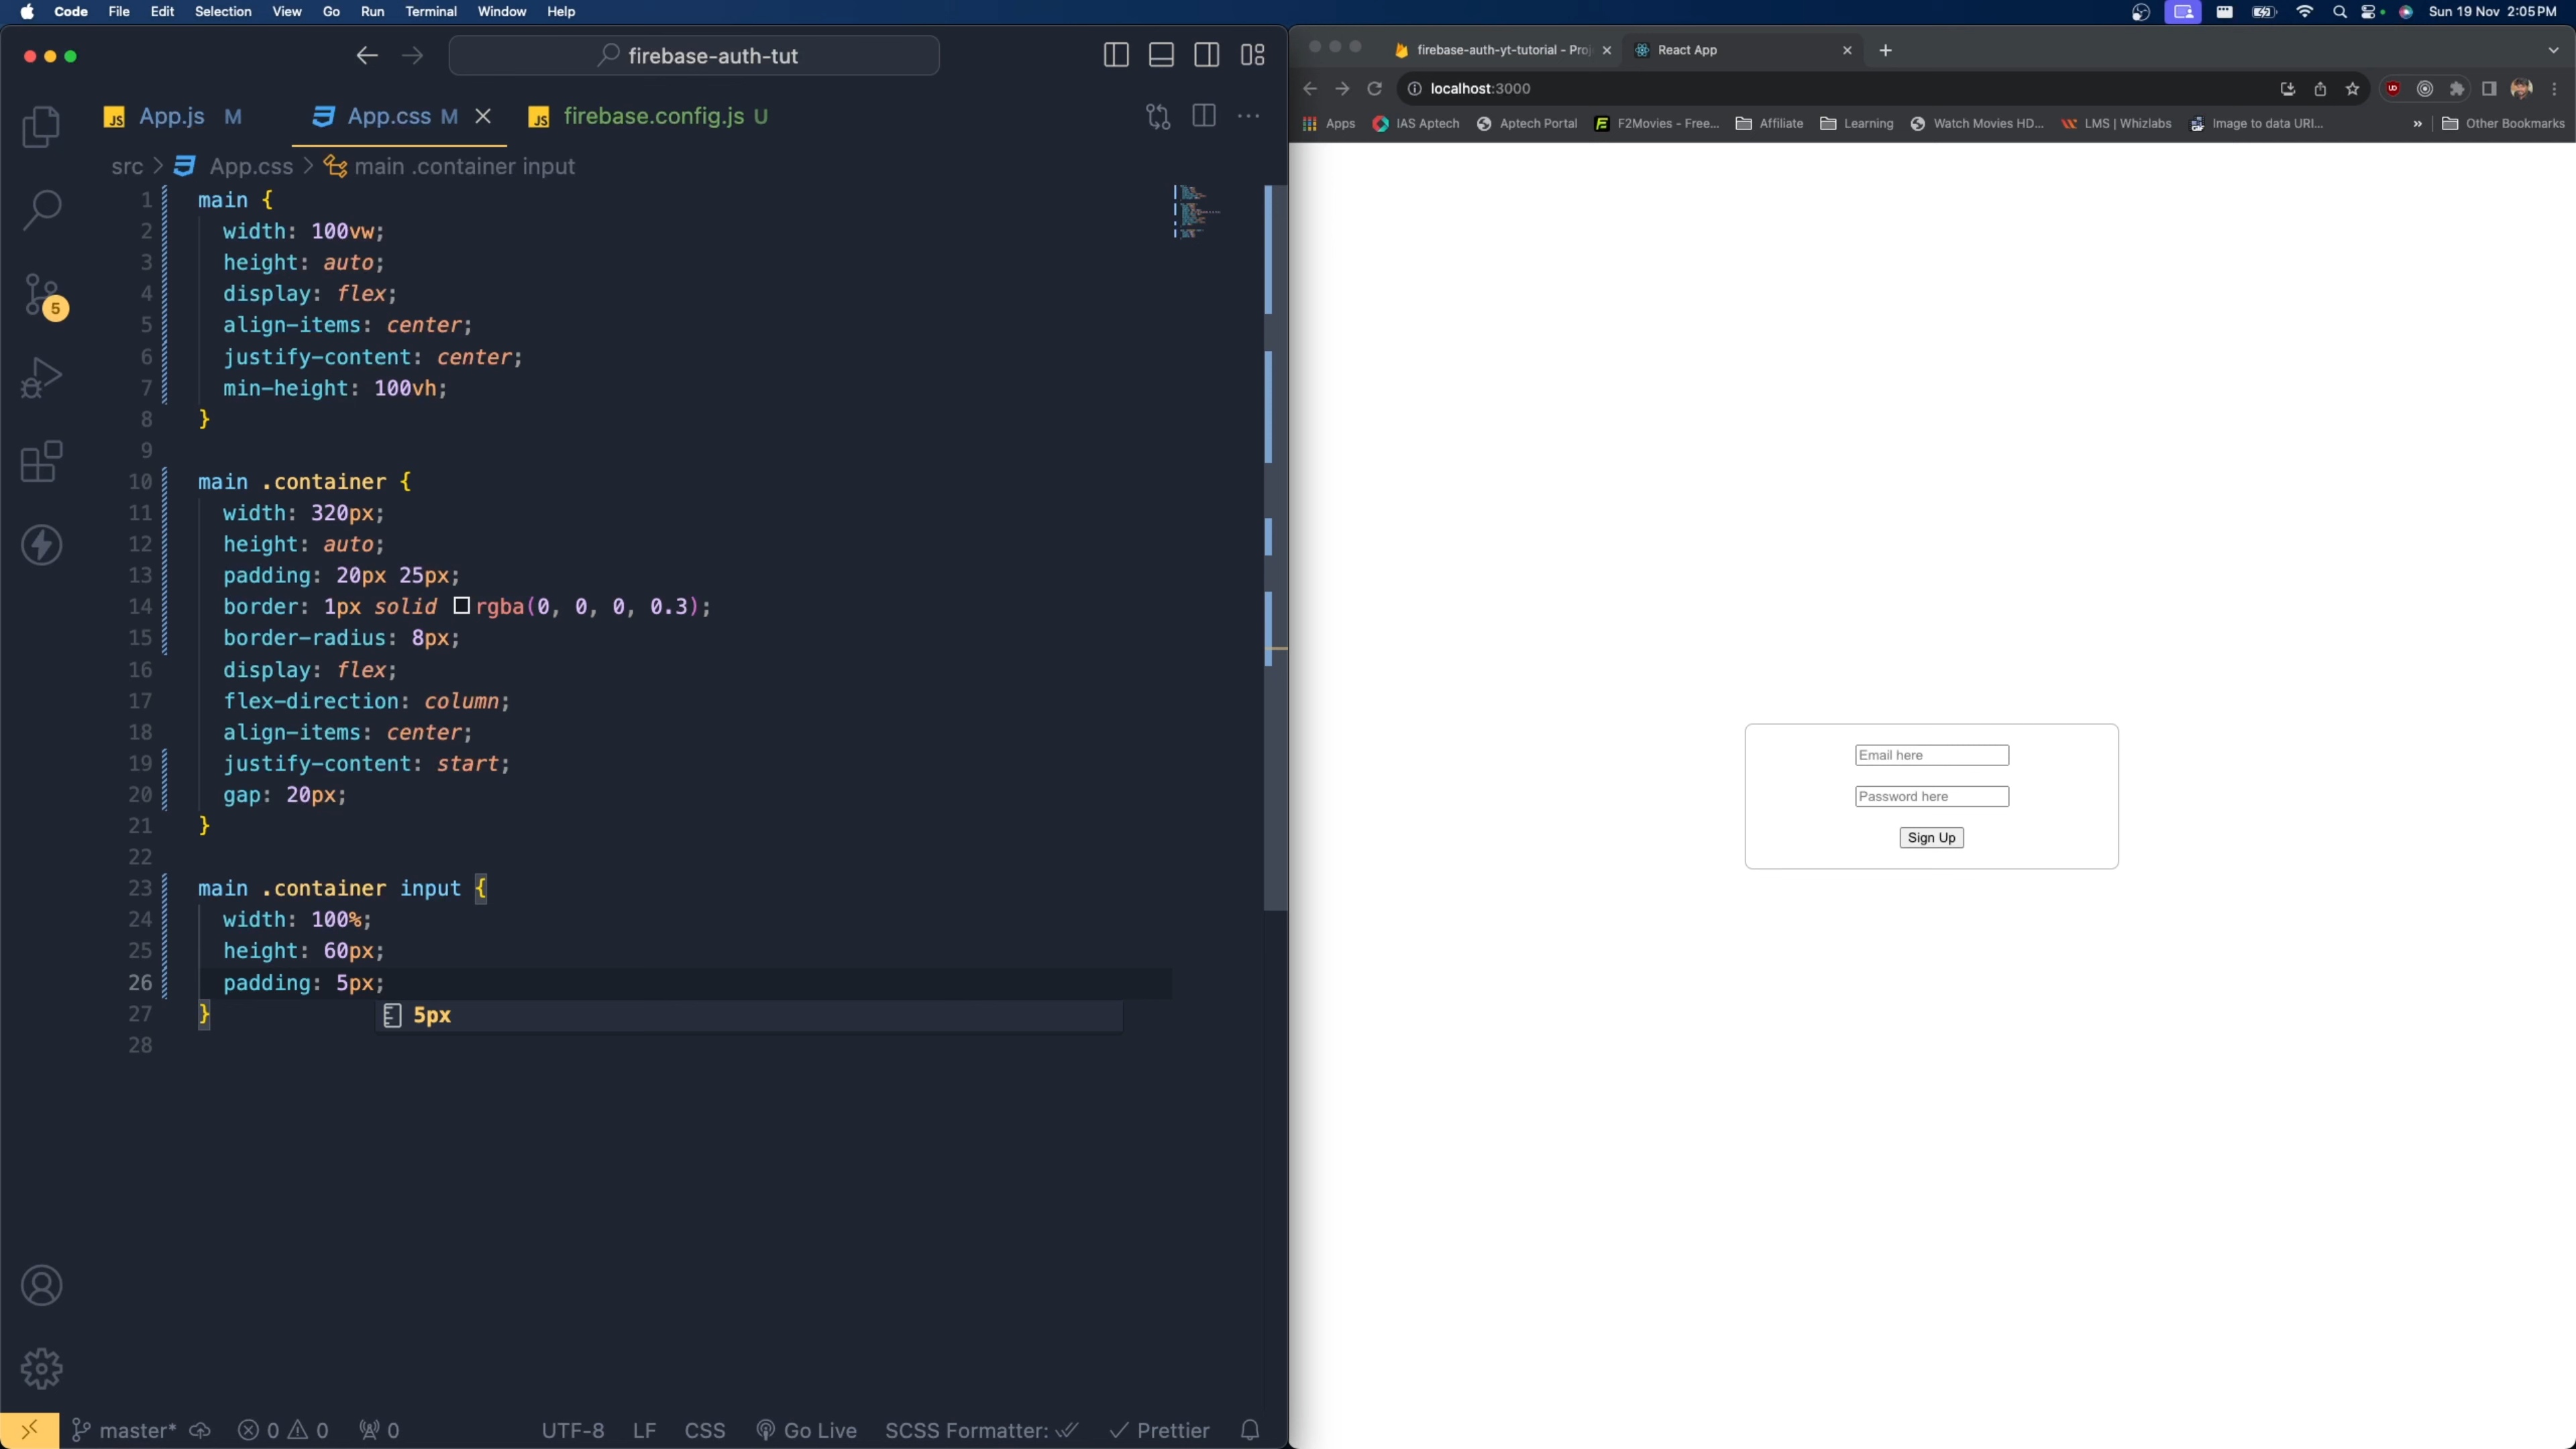 Code File Edit Selection View Go Run Terminal Window Help
Sun 19 Nov 2:05 PM
firebase-auth-tut
App.js M
App.css M
firebase.config.js U
src > App.css > main .container input
1 main {
2 width: 100vw;
3 height: auto;
4 display: flex;
5 align-items: center;
6 justify-content: center;
7 min-height: 100vh;
8 }
9
10 main .container {
11 width: 320px;
12 height: auto;
13 padding: 20px 25px;
14 border: 1px solid rgba(0, 0, 0, 0.3);
15 border-radius: 8px;
16 display: flex;
17 flex-direction: column;
18 align-items: center;
19 justify-content: start;
20 gap: 20px;
21 }
22
23 main .container input {
24 width: 100%;
25 height: 60px;
26 padding: 5px;
27 }
5px
28
5
master* 0 0 0 UTF-8 LF CSS Go Live SCSS Formatter: Prettier
firebase-auth-yt-tutorial - Proj
React App
localhost:3000
Apps IAS Aptech Aptech Portal F2Movies - Free... Affiliate Learning Watch Movies HD... LMS | Whizlabs Image to data URI... » Other Bookmarks
Email here
Password here
Sign Up